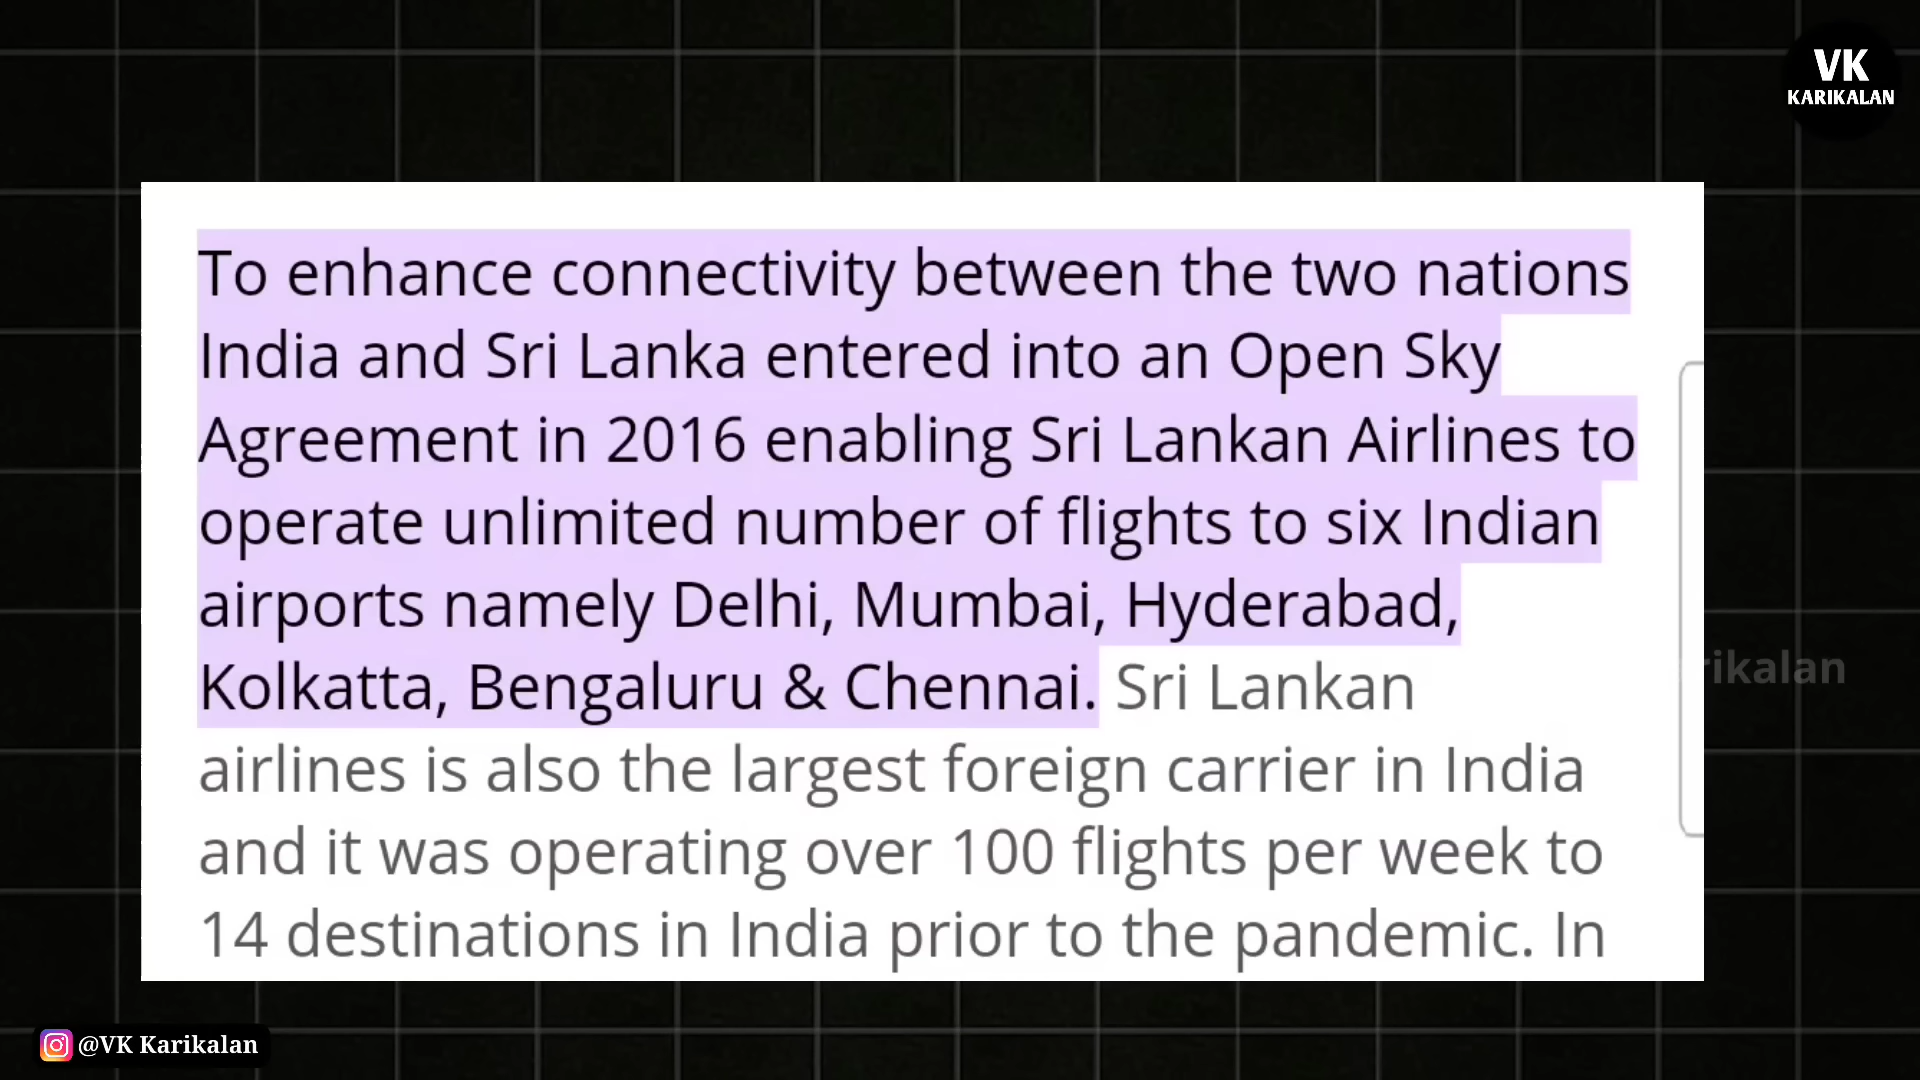 VK
KARIKALAN
To enhance connectivity between the two nations
India and Sri Lanka entered into an Open Sky
Agreement in 2016 enabling Sri Lankan Airlines to
operate unlimited number of flights to six Indian
airports namely Delhi, Mumbai, Hyderabad,
Kolkatta, Bengaluru & Chennai. Sri Lankan
airlines is also the largest foreign carrier in India
and it was operating over 100 flights per week to
14 destinations in India prior to the pandemic. In
rikalan
@VK Karikalan